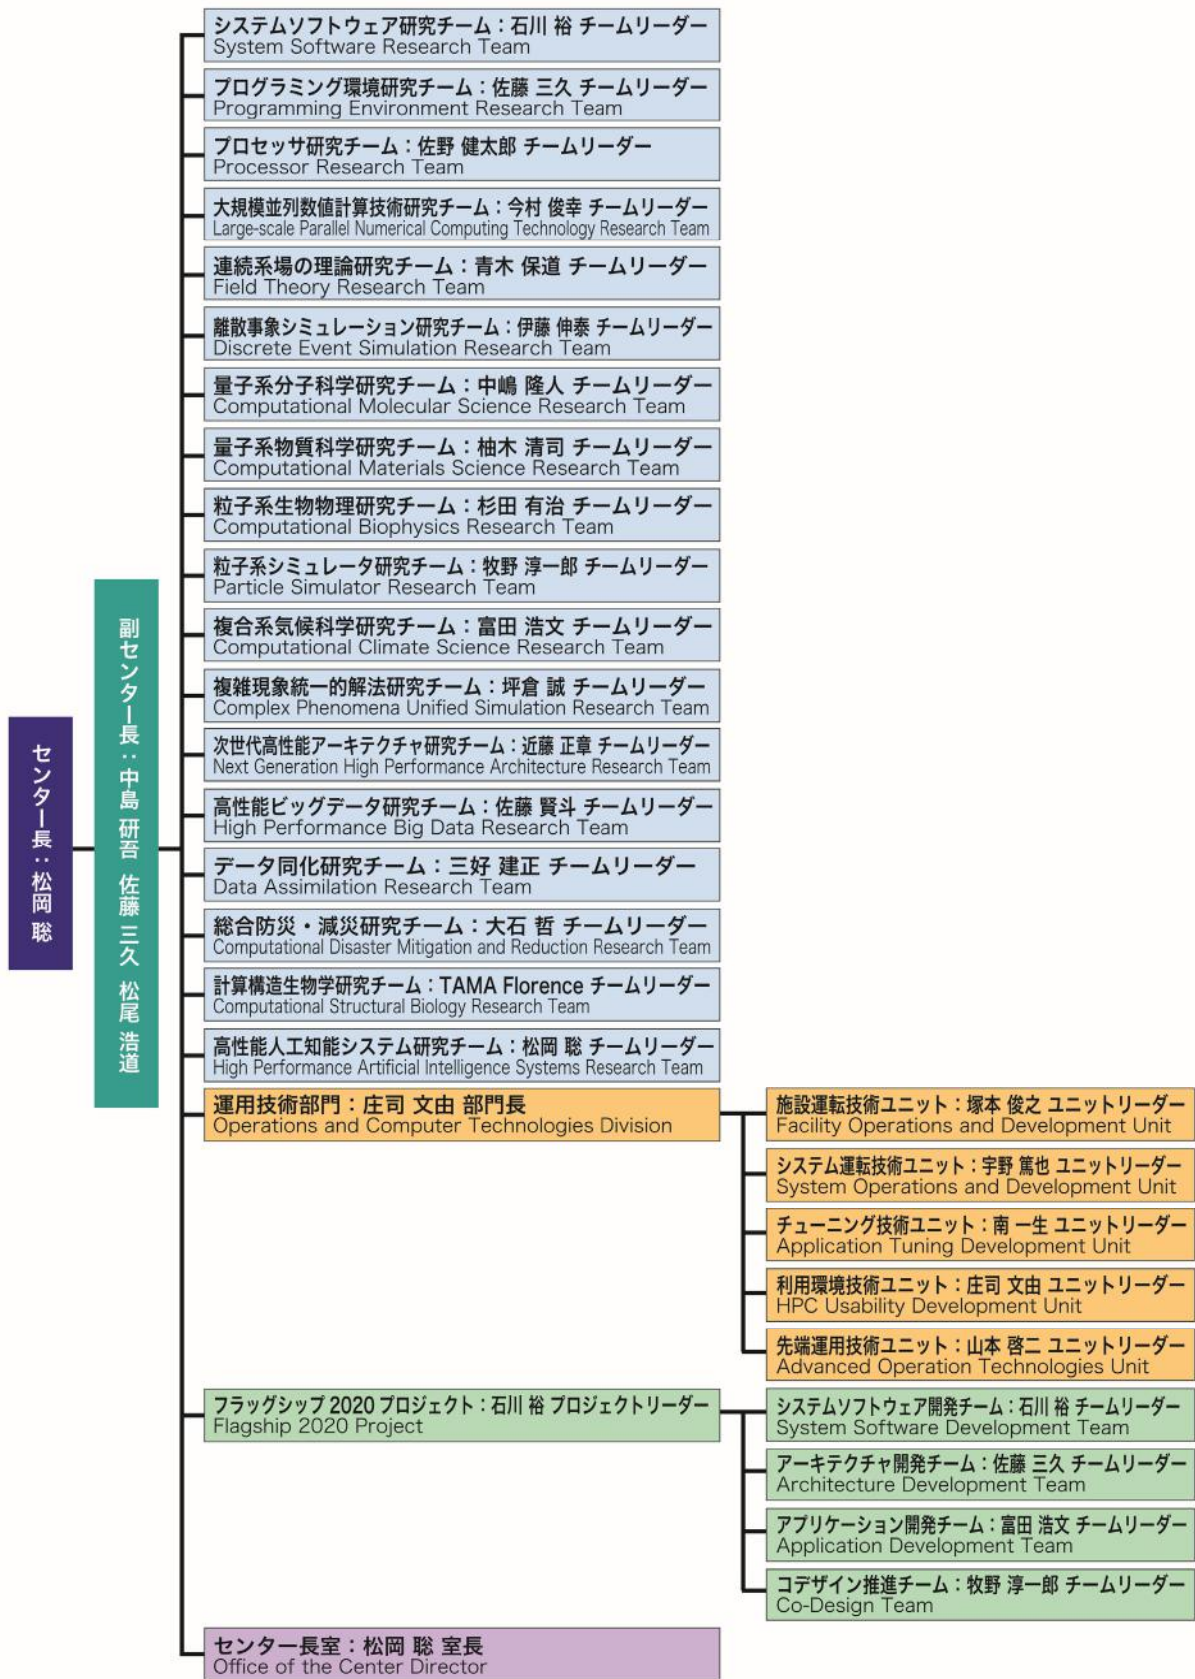 センター長：松岡 聡
副センター長：中島 研吾 佐藤 三久 松尾 浩道
システムソフトウェア研究チーム：石川 裕 チームリーダー
System Software Research Team
プログラミング環境研究チーム：佐藤 三久 チームリーダー
Programming Environment Research Team
プロセッサ研究チーム：佐野 健太郎 チームリーダー
Processor Research Team
大規模並列数値計算技術研究チーム：今村 俊幸 チームリーダー
Large-scale Parallel Numerical Computing Technology Research Team
連続系場の理論研究チーム：青木 保道 チームリーダー
Field Theory Research Team
離散事象シミュレーション研究チーム：伊藤 伸泰 チームリーダー
Discrete Event Simulation Research Team
量子系分子科学研究チーム：中嶋 隆人 チームリーダー
Computational Molecular Science Research Team
量子系物質科学研究チーム：柚木 清司 チームリーダー
Computational Materials Science Research Team
粒子系生物物理研究チーム：杉田 有治 チームリーダー
Computational Biophysics Research Team
粒子系シミュレータ研究チーム：牧野 淳一郎 チームリーダー
Particle Simulator Research Team
複合系気候科学研究チーム：富田 浩文 チームリーダー
Computational Climate Science Research Team
複雑現象統一的解法研究チーム：坪倉 誠 チームリーダー
Complex Phenomena Unified Simulation Research Team
次世代高性能アーキテクチャ研究チーム：近藤 正章 チームリーダー
Next Generation High Performance Architecture Research Team
高性能ビッグデータ研究チーム：佐藤 賢斗 チームリーダー
High Performance Big Data Research Team
データ同化研究チーム：三好 建正 チームリーダー
Data Assimilation Research Team
総合防災・減災研究チーム：大石 哲 チームリーダー
Computational Disaster Mitigation and Reduction Research Team
計算構造生物学研究チーム：TAMA Florence チームリーダー
Computational Structural Biology Research Team
高性能人工知能システム研究チーム：松岡 聡 チームリーダー
High Performance Artificial Intelligence Systems Research Team
運用技術部門：庄司 文由 部門長
Operations and Computer Technologies Division
施設運転技術ユニット：塚本 俊之 ユニットリーダー
Facility Operations and Development Unit
システム運転技術ユニット：宇野 篤也 ユニットリーダー
System Operations and Development Unit
チューニング技術ユニット：南 一生 ユニットリーダー
Application Tuning Development Unit
利用環境技術ユニット：庄司 文由 ユニットリーダー
HPC Usability Development Unit
先端運用技術ユニット：山本 啓二 ユニットリーダー
Advanced Operation Technologies Unit
フラッグシップ 2020 プロジェクト：石川 裕 プロジェクトリーダー
Flagship 2020 Project
システムソフトウェア開発チーム：石川 裕 チームリーダー
System Software Development Team
アーキテクチャ開発チーム：佐藤 三久 チームリーダー
Architecture Development Team
アプリケーション開発チーム：富田 浩文 チームリーダー
Application Development Team
コデザイン推進チーム：牧野 淳一郎 チームリーダー
Co-Design Team
センター長室：松岡 聡 室長
Office of the Center Director